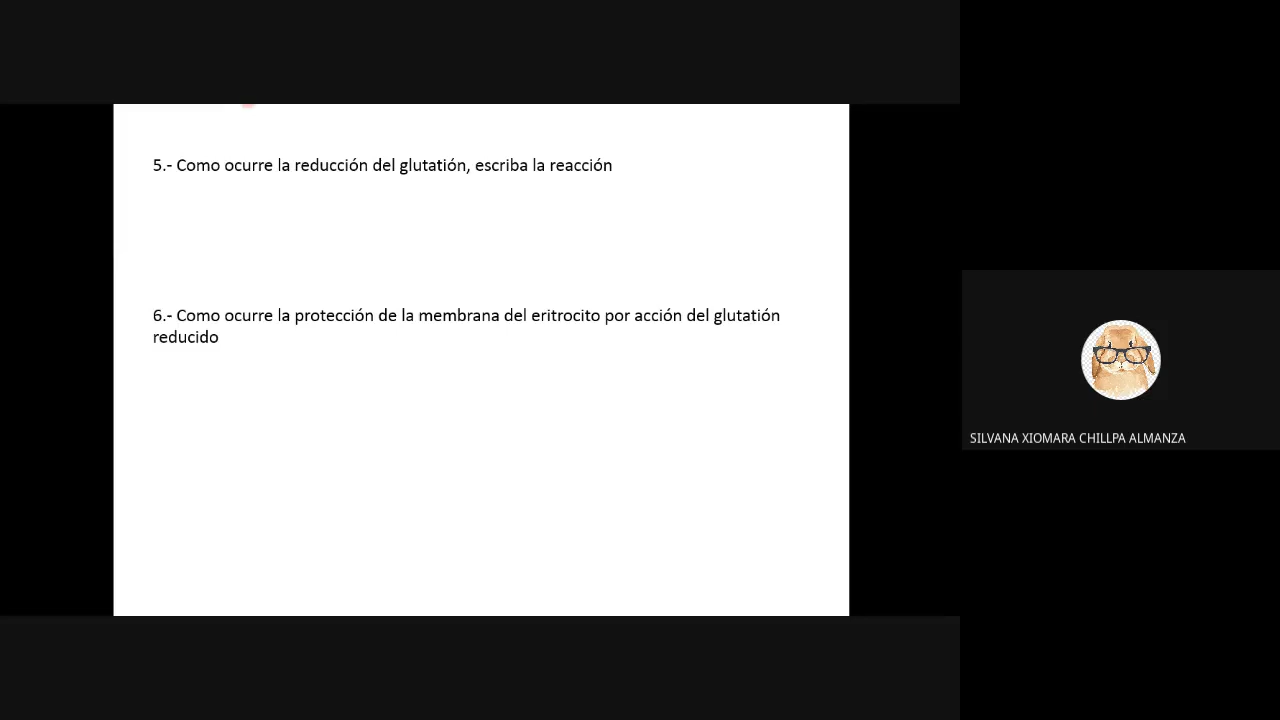 5.- Como ocurre la reducción del glutatión, escriba la reacción
6.- Como ocurre la protección de la membrana del eritrocito por acción del glutatión
reducido
SILVANA XIOMARA CHILLPA ALMANZA